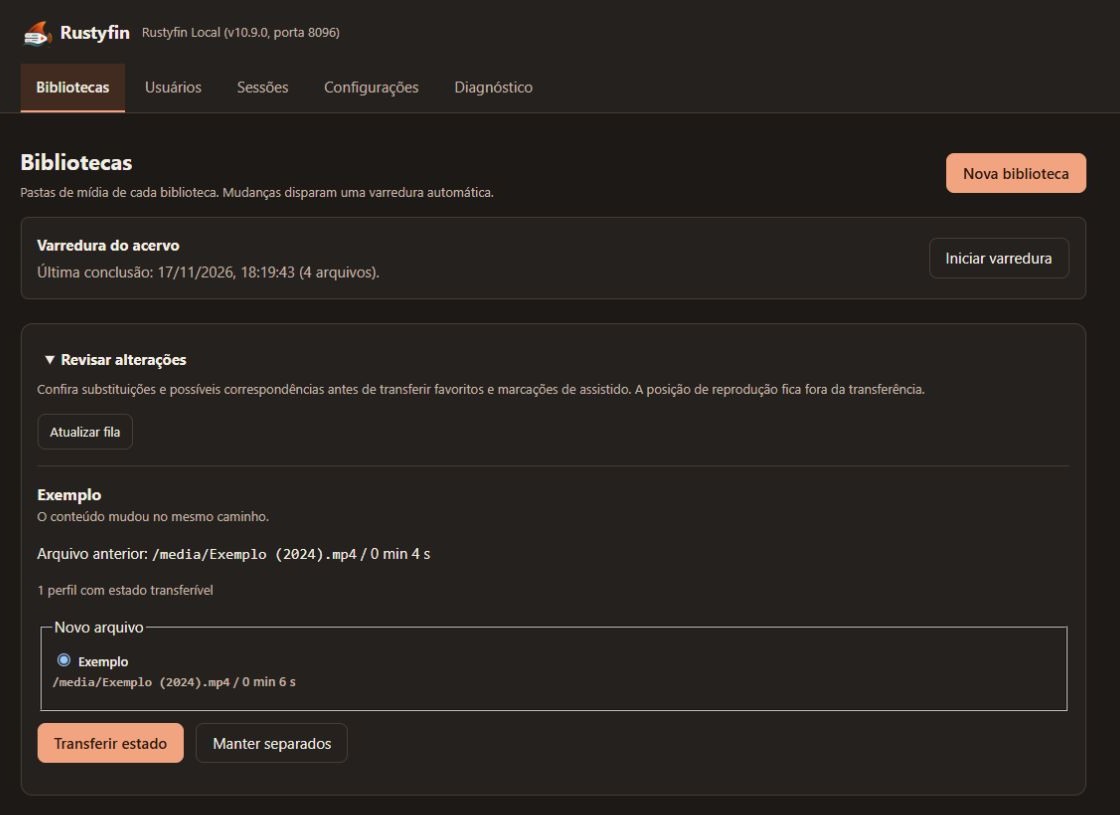 Rustyfin Rustyfin Local (v10.9.0, porta 8096)
Bibliotecas Usuários Sessões Configurações Diagnóstico
Bibliotecas
Pastas de mídia de cada biblioteca. Mudanças disparam uma varredura automática.
Nova biblioteca
Varredura do acervo
Última conclusão: 17/11/2026, 18:19:43 (4 arquivos).
Iniciar varredura
▼ Revisar alterações
Confira substituições e possíveis correspondências antes de transferir favoritos e marcações de assistido. A posição de reprodução fica fora da transferência.
Atualizar fila
Exemplo
O conteúdo mudou no mesmo caminho.
Arquivo anterior: /media/Exemplo (2024).mp4 / 0 min 4 s
1 perfil com estado transferível
Novo arquivo
Exemplo
/media/Exemplo (2024).mp4 / 0 min 6 s
Transferir estado Manter separados